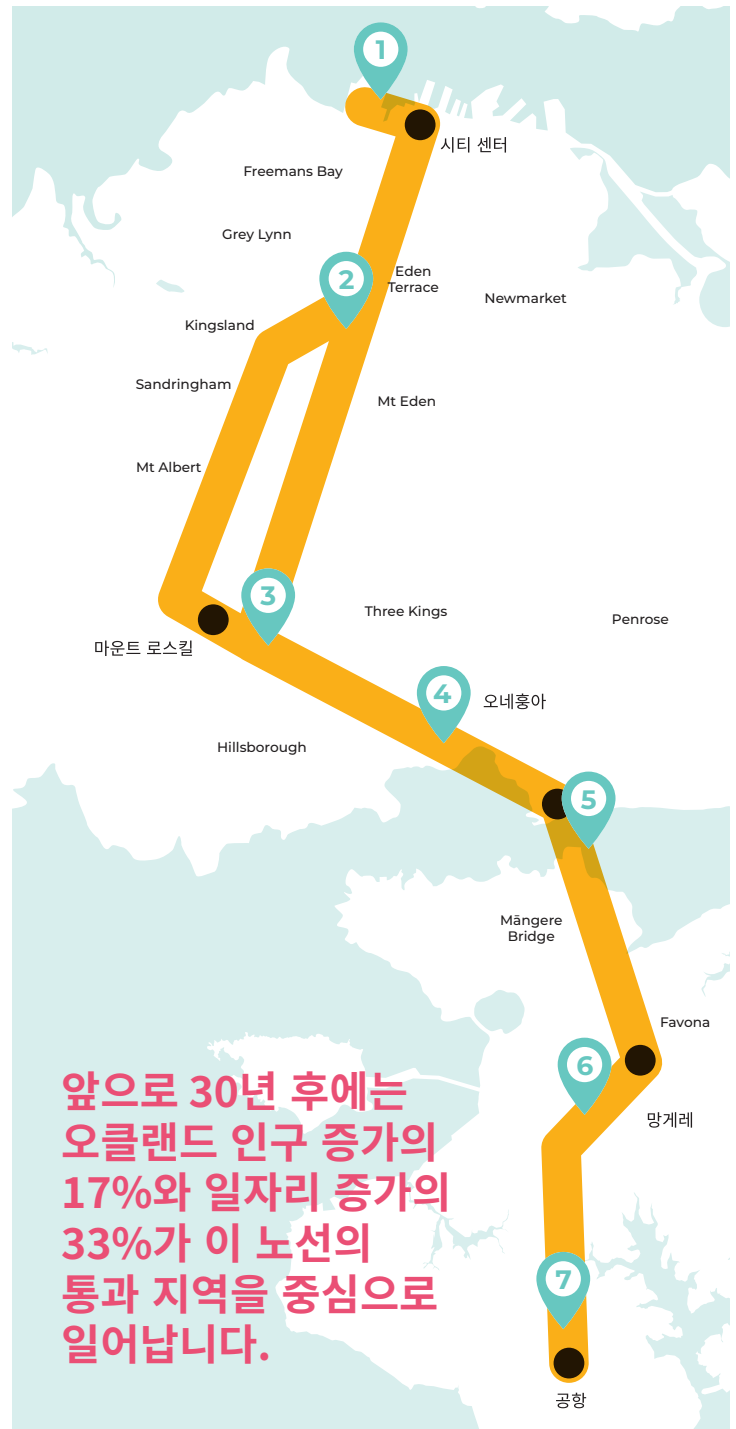 1
시티 센터
Freemans Bay
Grey Lynn
2
Eden
Terrace
Newmarket
Kingsland
Sandringham
Mt Eden
Mt Albert
3
Three Kings
Penrose
마운트 로스킬
4
오네훙아
Hillsborough
5
Māngere
Bridge
Favona
6
망게레
앞으로 30년 후에는
오클랜드 인구 증가의
17%와 일자리 증가의
33%가 이 노선의
통과 지역을 중심으로
일어납니다.
7
공항